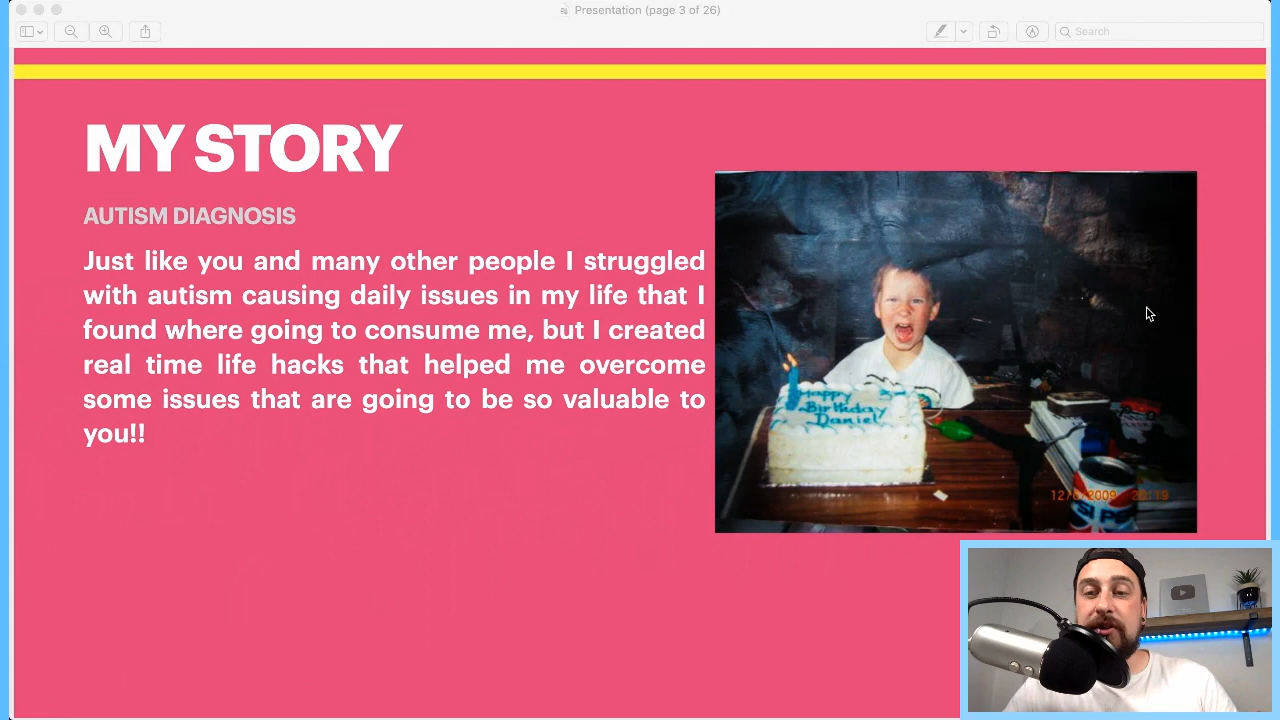 Presentation (page 3 of 26)
Search
MY STORY
AUTISM DIAGNOSIS
Just like you and many other people I struggled
with autism causing daily issues in my life that I
found where going to consume me, but I created
real time life hacks that helped me overcome
some issues that are going to be so valuable to
you!!
Happy
Birthday
Daniel